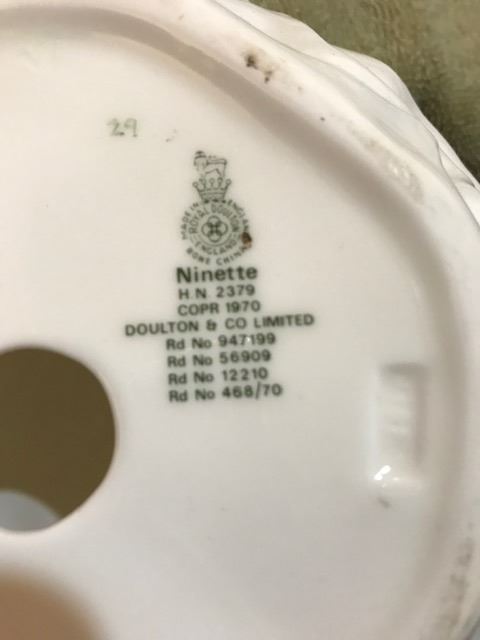 29
MADE IN ENGLAND
ROYAL DOULTON
ENGLAND
BONE CHINA
Ninette
H.N. 2379
COPR 1970
DOULTON & CO LIMITED
Rd No 947199
Rd No 56909
Rd No 12210
Rd No 468/70